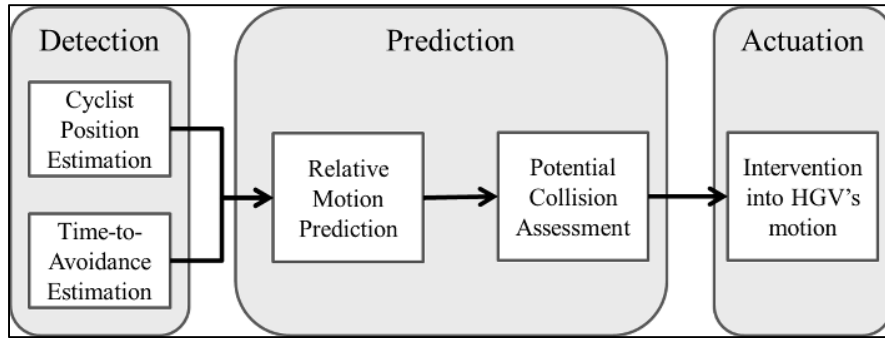 Detection
Cyclist
Position
Estimation
Time-to-
Avoidance
Estimation
Prediction
Relative
Motion
Prediction
Potential
Collision
Assessment
Actuation
Intervention
into HGV's
motion